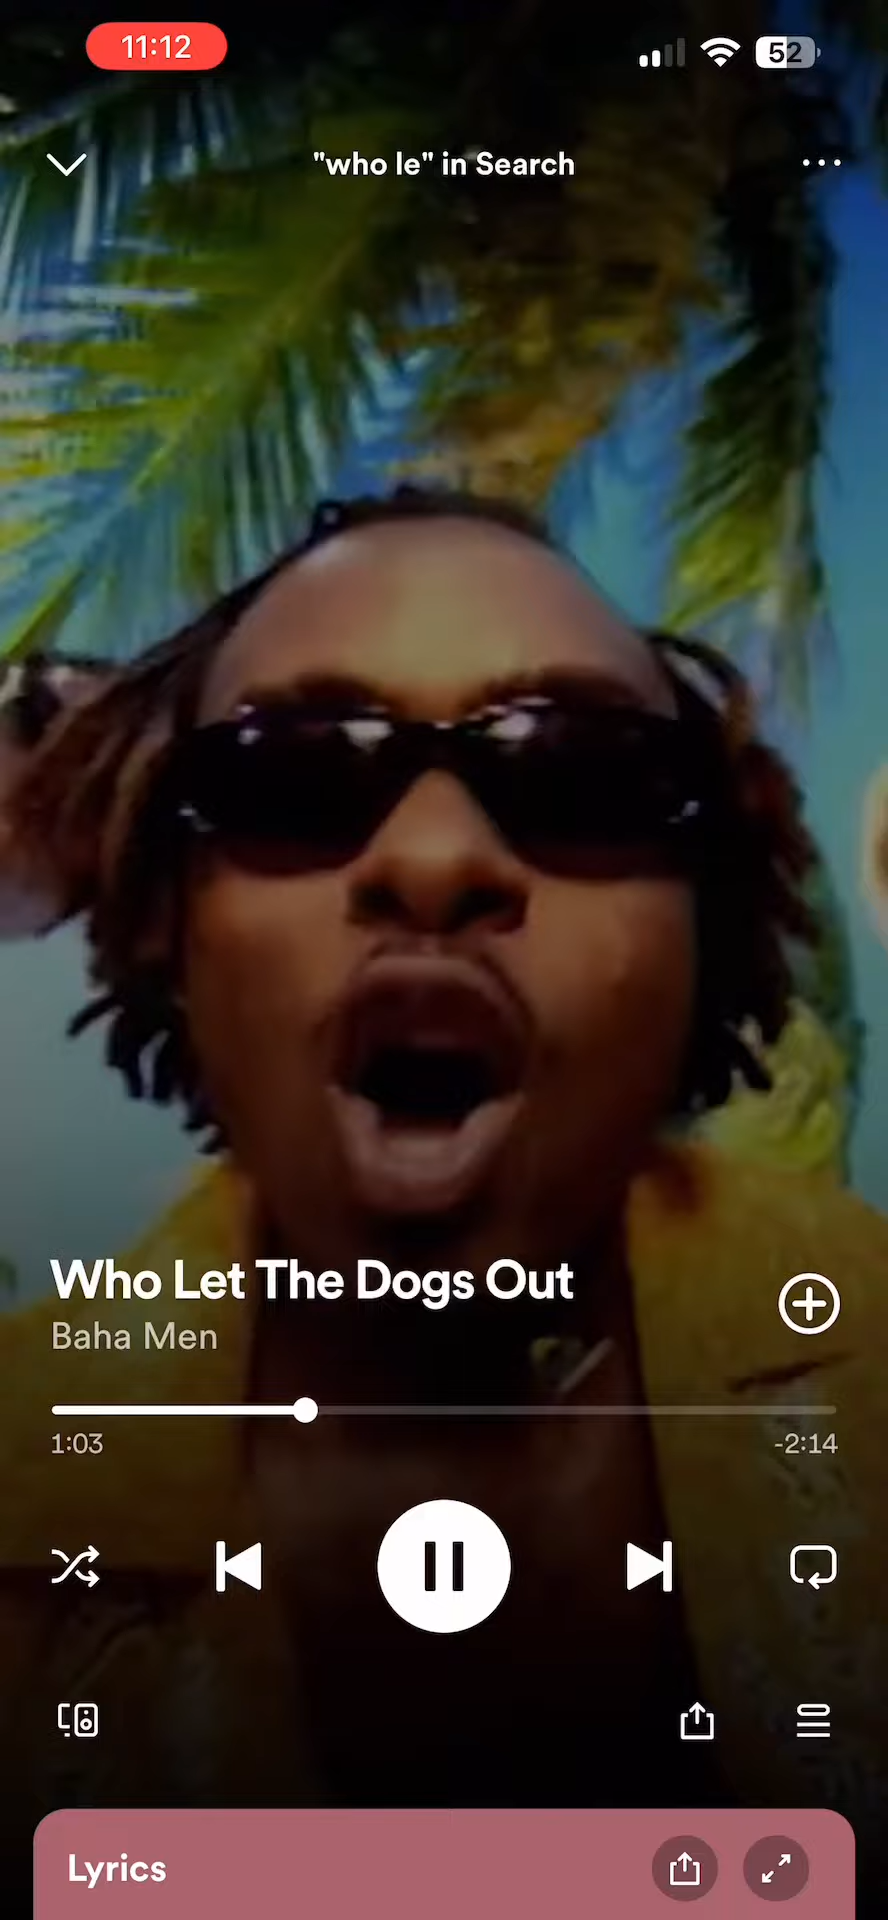 11:12
52
"who le" in Search
Who Let The Dogs Out
Baha Men
1:03
-2:14
Lyrics